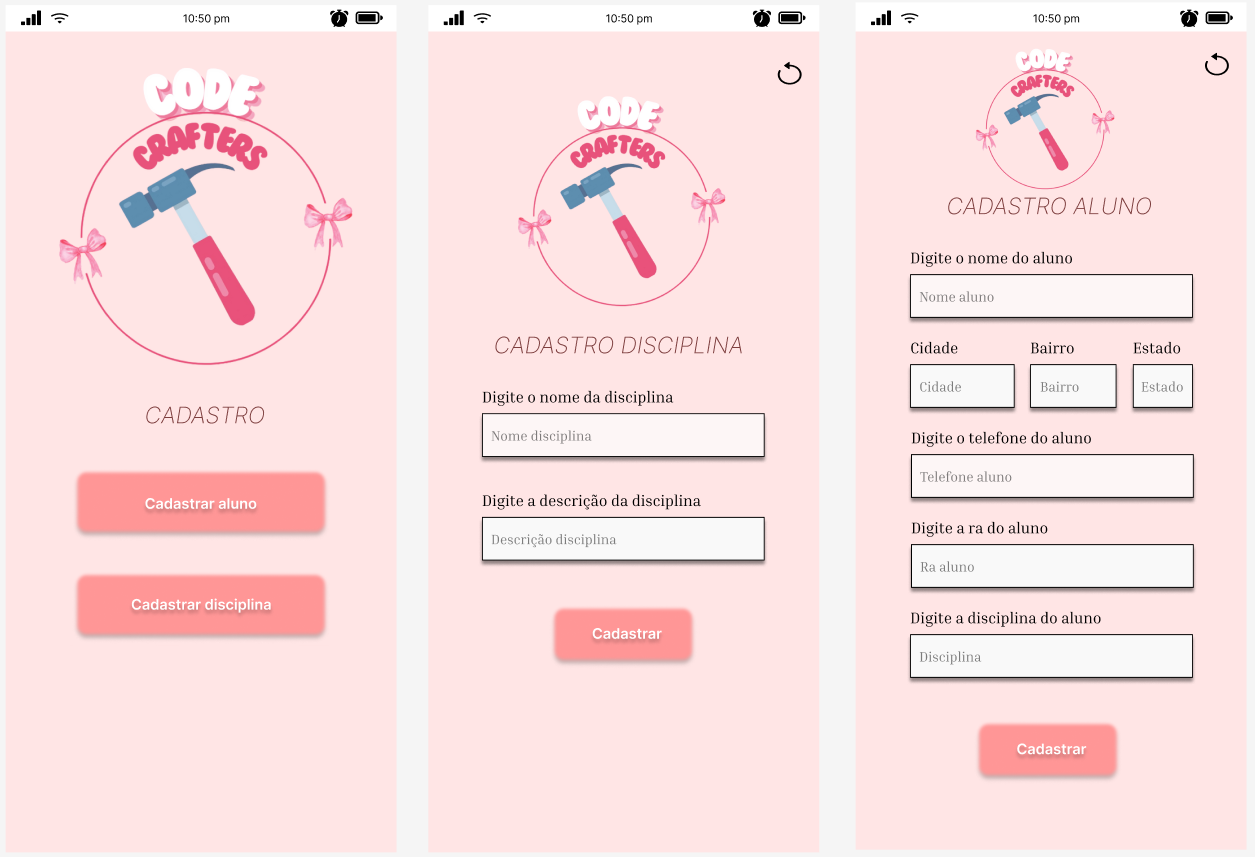 10:50 pm
CODE
CRAFTERS
CADASTRO
Cadastrar aluno
Cadastrar disciplina
10:50 pm
CODE
CRAFTERS
CADASTRO DISCIPLINA
Digite o nome da disciplina
Nome disciplina
Digite a descrição da disciplina
Descrição disciplina
Cadastrar
10:50 pm
CODE
CRAFTERS
CADASTRO ALUNO
Digite o nome do aluno
Nome aluno
Cidade Bairro Estado
Cidade Bairro Estado
Digite o telefone do aluno
Telefone aluno
Digite a ra do aluno
Ra aluno
Digite a disciplina do aluno
Disciplina
Cadastrar